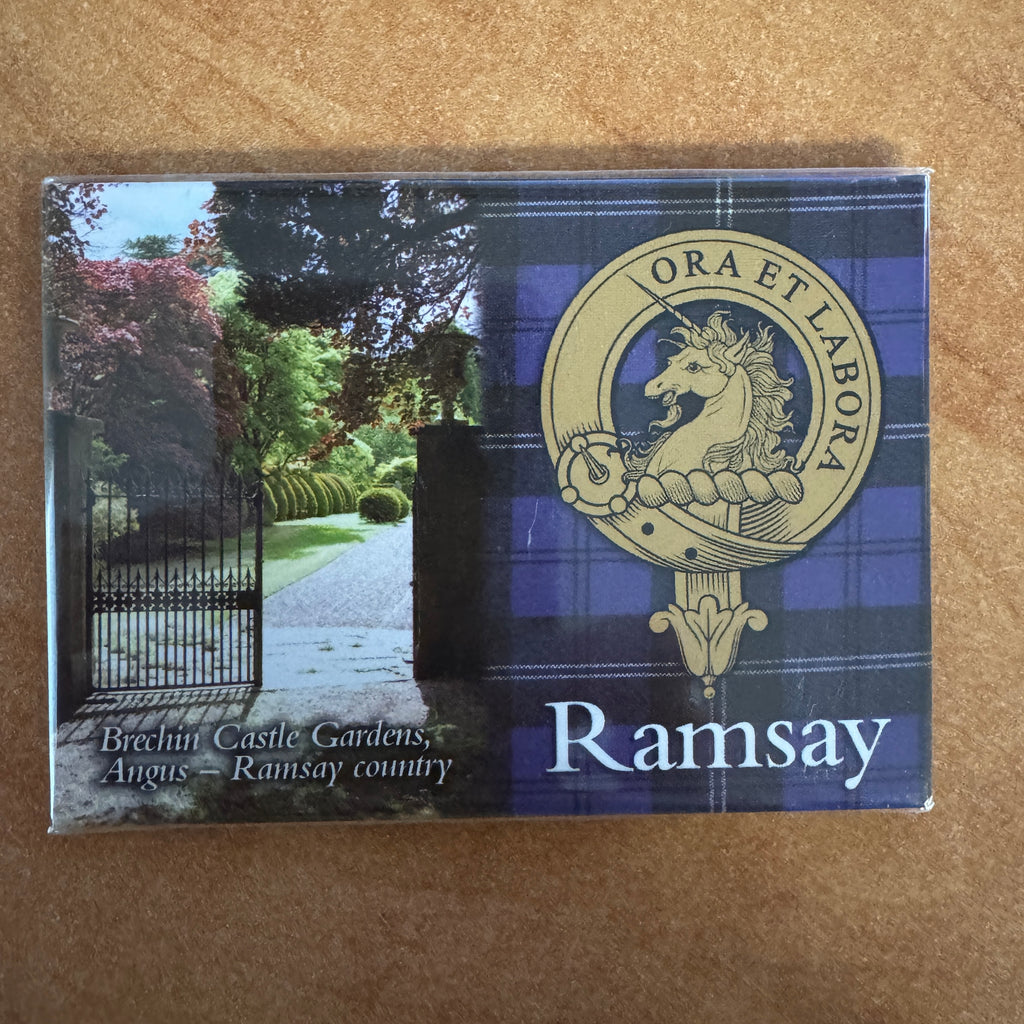 ORA ET LABORA
Brechin Castle Gardens,
Angus – Ramsay country
Ramsay